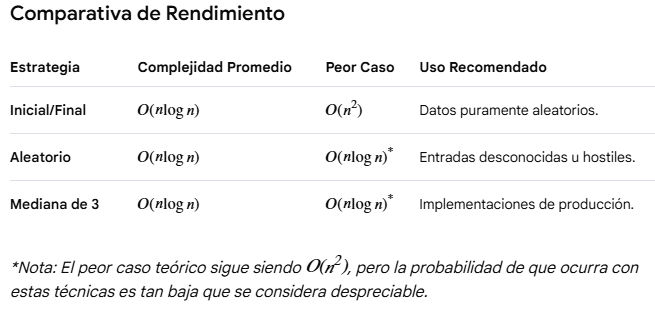 Comparativa de Rendimiento
Estrategia Complejidad Promedio Peor Caso Uso Recomendado
Inicial/Final O(n log n) O(n²) Datos puramente aleatorios.
Aleatorio O(n log n) O(n log n)* Entradas desconocidas u hostiles.
Mediana de 3 O(n log n) O(n log n)* Implementaciones de producción.
*Nota: El peor caso teórico sigue siendo O(n²), pero la probabilidad de que ocurra con
estas técnicas es tan baja que se considera despreciable.